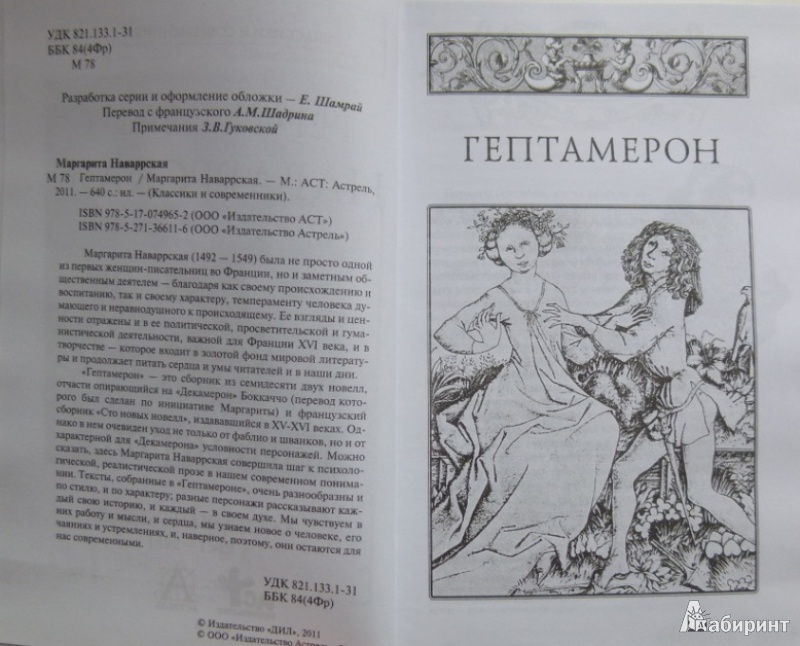 УДК 821.133.1-31
ББК 84(4Фр)
М 78
Разработка серии и оформление обложки — Е. Шамрай
Перевод с французского А.М.Шадрина
Примечания З.В.Гуковской
Маргарита Наваррская
М 78 Гептамерон / Маргарита Наваррская. — М.: АСТ: Астрель,
2011. — 640 с.: ил. — (Классики и современники).
ISBN 978-5-17-074965-2 (ООО «Издательство АСТ»)
ISBN 978-5-271-36611-6 (ООО «Издательство Астрель»)
Маргарита Наваррская (1492 — 1549) была не просто одной
из первых женщин-писательниц во Франции, но и заметным об-
щественным деятелем — благодаря как своему происхождению и
воспитанию, так и своему характеру, темпераменту человека ду-
мающего и неравнодушного к происходящему. Ее взгляды и цен-
ности отражены и в ее политической, просветительской и гума-
нистической деятельности, важной для Франции XVI века, и в
творчестве — которое входит в золотой фонд мировой литерату-
ры и продолжает питать сердца и умы читателей и в наши дни.
«Гептамерон» — это сборник из семидесяти двух новелл,
отчасти опирающийся на «Декамерон» Боккаччо (перевод кото-
рого был сделан по инициативе Маргариты) и французский
сборник «Сто новых новелл», издававшийся в XV-XVI веках. Од-
нако в нем очевиден уход не только от фаблио и шванков, но и от
характерной для «Декамерона» условности персонажей. Можно
сказать, здесь Маргарита Наваррская совершила шаг к психоло-
гической, реалистической прозе в нашем современном понима-
нии. Тексты, собранные в «Гептамероне», очень разнообразны и
по стилю, и по характеру; разные персонажи рассказывают каж-
дый свою историю, и каждый — в своем духе. Мы чувствуем в
них работу и мысли, и сердца, мы узнаем новое о человеке, его
чаяниях и устремлениях, и, наверное, поэтому, они остаются для
нас современными.
УДК 821.133.1-31
ББК 84(4Фр)
© Издательство «ДИЛ», 2011
© ООО «Издательство Астрель»
ГЕПТАМЕРОН
Лабиринт